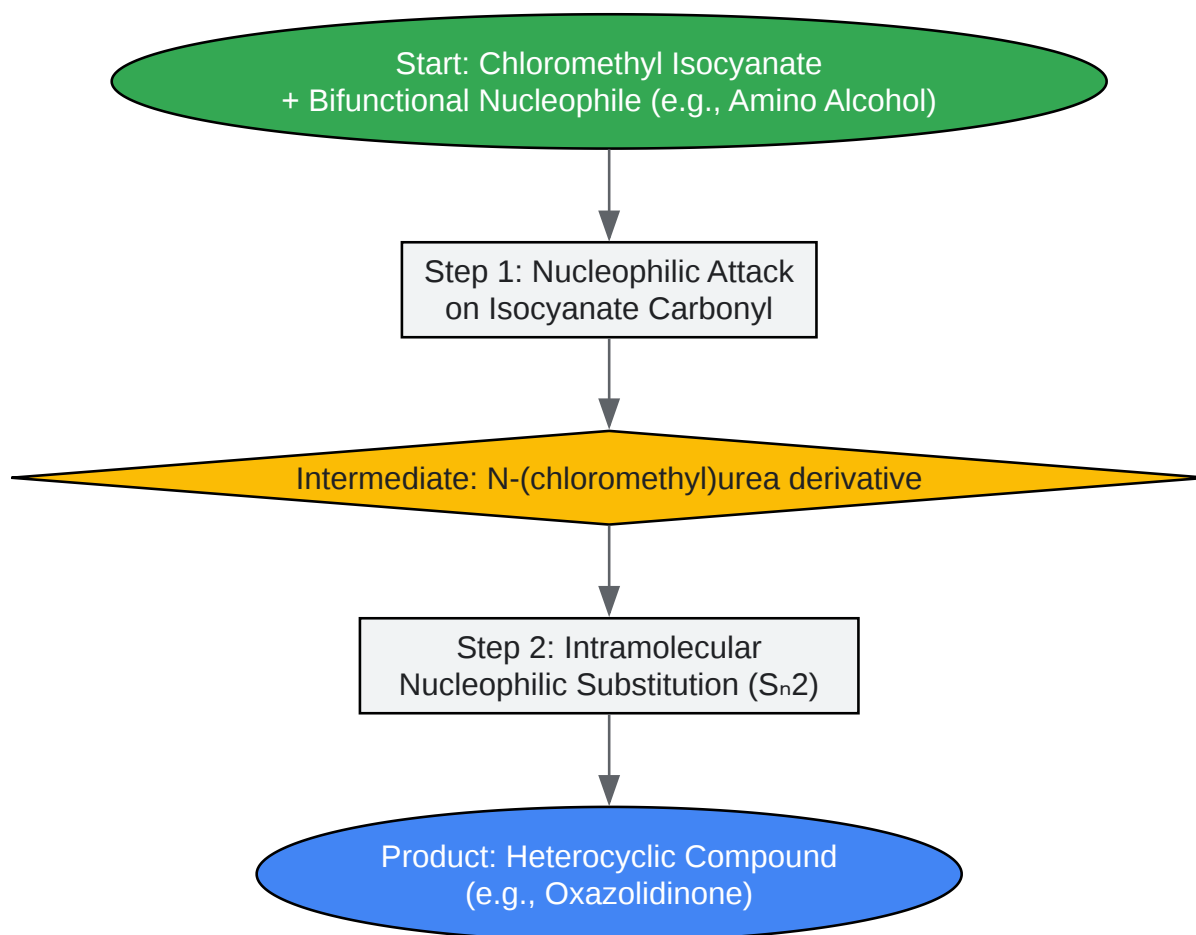 Start: Chloromethyl Isocyanate
+ Bifunctional Nucleophile (e.g., Amino Alcohol)
Step 1: Nucleophilic Attack
on Isocyanate Carbonyl
Intermediate: N-(chloromethyl)urea derivative
Step 2: Intramolecular
Nucleophilic Substitution (Sₙ2)
Product: Heterocyclic Compound
(e.g., Oxazolidinone)